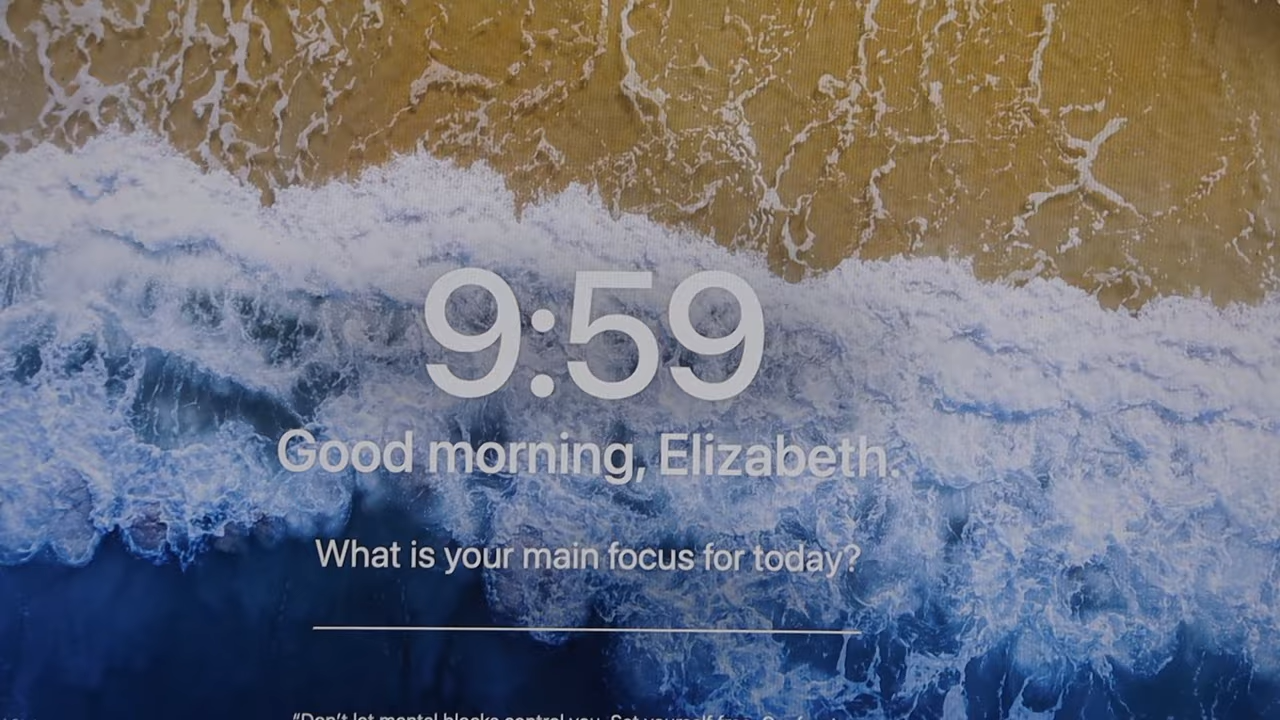 9:59
Good morning, Elizabeth.
What is your main focus for today?
"Don't let mental blocks control you. Set yourself free.